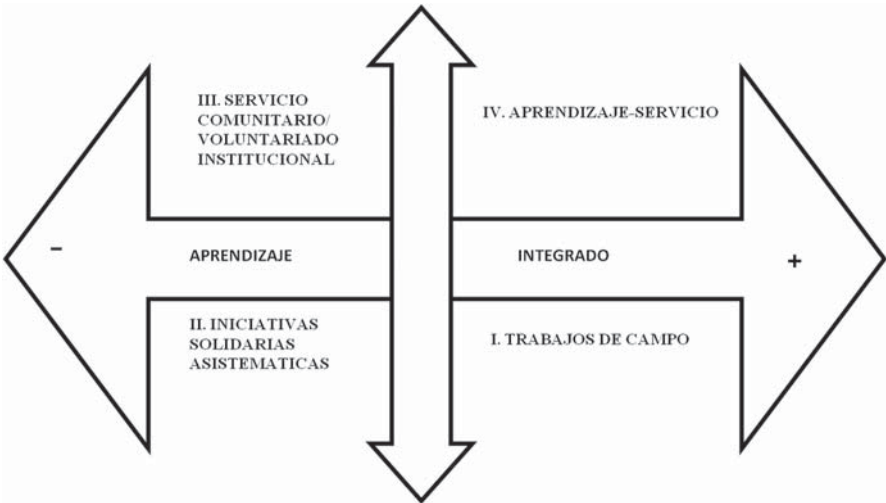 III. SERVICIO
COMUNITARIO/
VOLUNTARIADO
INSTITUCIONAL
IV. APRENDIZAJE-SERVICIO
–
APRENDIZAJE
INTEGRADO
+
II. INICIATIVAS
SOLIDARIAS
ASISTEMATICAS
I. TRABAJOS DE CAMPO